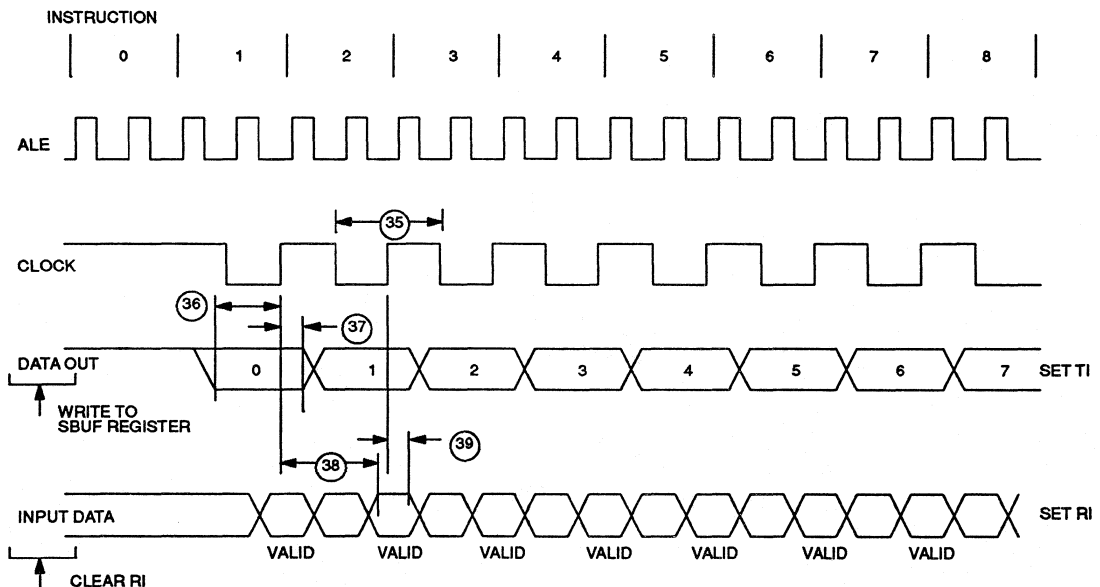 INSTRUCTION
0 1 2 3 4 5 6 7 8
ALE
35
CLOCK
36
37
DATA OUT
0 1 2 3 4 5 6 7
SET TI
WRITE TO
SBUF REGISTER
39
38
INPUT DATA
SET RI
VALID VALID VALID VALID VALID VALID VALID
CLEAR RI